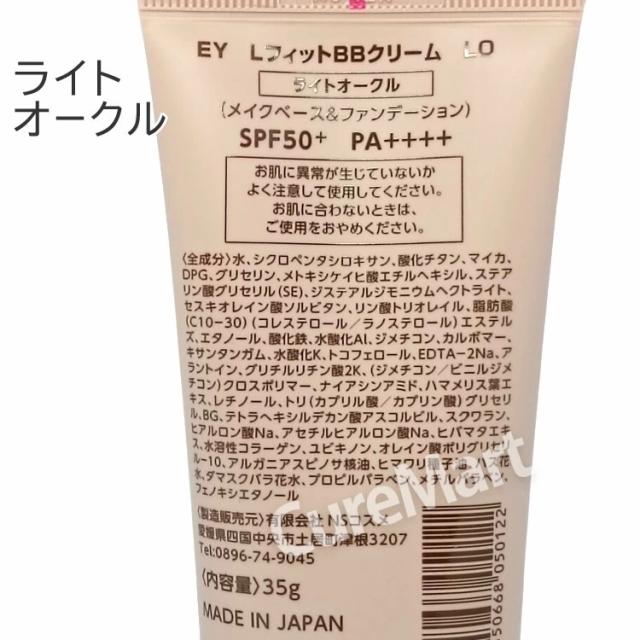 ライト
オークル
EY LフィットBBクリーム LO
ライトオークル
(メイクベース&ファンデーション)
SPF50+ PA++++
お肌に異常が生じていないか
よく注意して使用してください。
お肌に合わないときは、
ご使用をおやめください。
〈全成分〉水、シクロペンタシロキサン、酸化チタン、マイカ、
DPG、グリセリン、メトキシケイヒ酸エチルヘキシル、ステア
リン酸グリセリル(SE)、ジステアルジモニウムヘクトライト、
セスキオレイン酸ソルビタン、リン酸トリオレイル、脂肪酸
(C10-30)(コレステロール/ラノステロール)エステル
ズ、エタノール、酸化鉄、水酸化Al、ジメチコン、カルボマー、
キサンタンガム、水酸化K、トコフェロール、EDTA-2Na、ア
ラントイン、グリチルリチン酸2K、(ジメチコン/ビニルジメ
チコン)クロスポリマー、ナイアシンアミド、ハマメリス葉エ
キス、レチノール、トリ(カプリル酸/カプリン酸)グリセリ
ル、BG、テトラヘキシルデカン酸アスコルビル、スクワラン、
ヒアルロン酸Na、アセチルヒアルロン酸Na、ヒバマタエキ
ス、水溶性コラーゲン、ユビキノン、オレイン酸ポリグリセリ
ル-10、アルガニアスピノサ核油、ヒマワリ種子油、ハス花
水、ダマスクバラ花水、プロピルパラベン、メチルパラベン、
フェノキシエタノール
〈製造販売元〉有限会社 NSコスメ
愛媛県四国中央市土居町津根3207
Tel:0896-74-9045
〈内容量〉35g
MADE IN JAPAN
CureMart
50668 050122